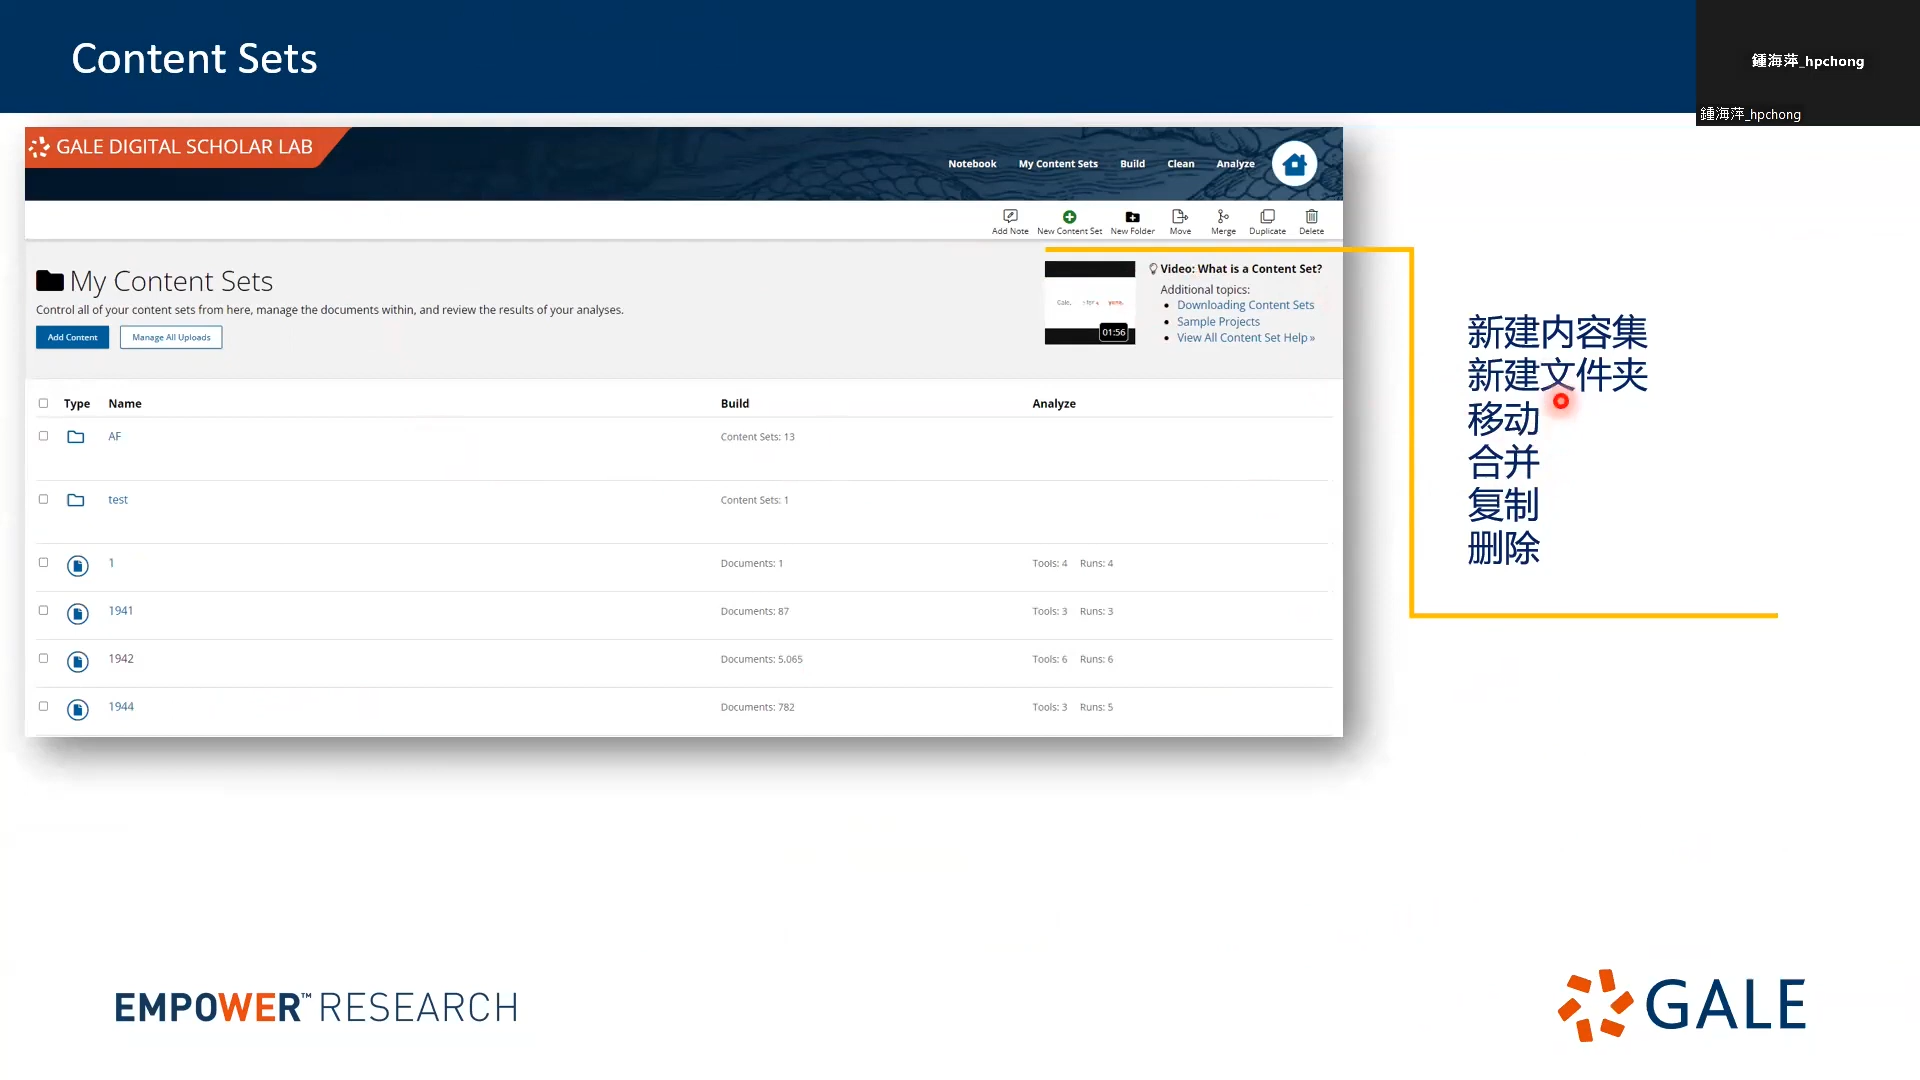 Content Sets
鍾海萍_hpchong
鍾海萍_hpchong
GALE DIGITAL SCHOLAR LAB
Notebook My Content Sets Build Clean Analyze
Add Note New Content Set New Folder Move Merge Duplicate Delete
My Content Sets
Control all of your content sets from here, manage the documents within, and review the results of your analyses.
Add Content Manage All Uploads
01:56
Video: What is a Content Set?
Additional topics:
Downloading Content Sets
Sample Projects
View All Content Set Help »
Type Name Build Analyze
AF Content Sets: 13
test Content Sets: 1
1 Documents: 1 Tools: 4 Runs: 4
1941 Documents: 87 Tools: 3 Runs: 3
1942 Documents: 5,065 Tools: 6 Runs: 6
1944 Documents: 782 Tools: 3 Runs: 5
新建内容集
新建文件夹
移动
合并
复制
删除
EMPOWER™ RESEARCH
GALE